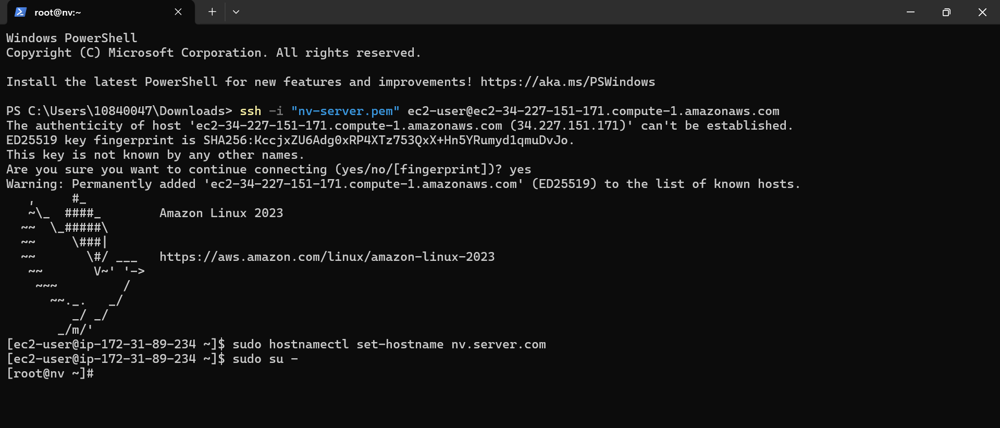 root@nv:~
Windows PowerShell
Copyright (C) Microsoft Corporation. All rights reserved.
Install the latest PowerShell for new features and improvements! https://aka.ms/PSWindows
PS C:\Users\10840047\Downloads> ssh -i "nv-server.pem" ec2-user@ec2-34-227-151-171.compute-1.amazonaws.com
The authenticity of host 'ec2-34-227-151-171.compute-1.amazonaws.com (34.227.151.171)' can't be established.
ED25519 key fingerprint is SHA256:KccjxZU6Adg0xRP4XTz753QxX+Hn5YRumyd1qmuDvJo.
This key is not known by any other names.
Are you sure you want to continue connecting (yes/no/[fingerprint])? yes
Warning: Permanently added 'ec2-34-227-151-171.compute-1.amazonaws.com' (ED25519) to the list of known hosts.
   ,     #_
   ~\_  ####_        Amazon Linux 2023
  ~~  \_#####\
  ~~     \###|
  ~~       \#/ ___   https://aws.amazon.com/linux/amazon-linux-2023
   ~~       V~' '->
    ~~~         /
      ~~._.   _/
         _/ _/
       _/m/'
[ec2-user@ip-172-31-89-234 ~]$ sudo hostnamectl set-hostname nv.server.com
[ec2-user@ip-172-31-89-234 ~]$ sudo su -
[root@nv ~]#